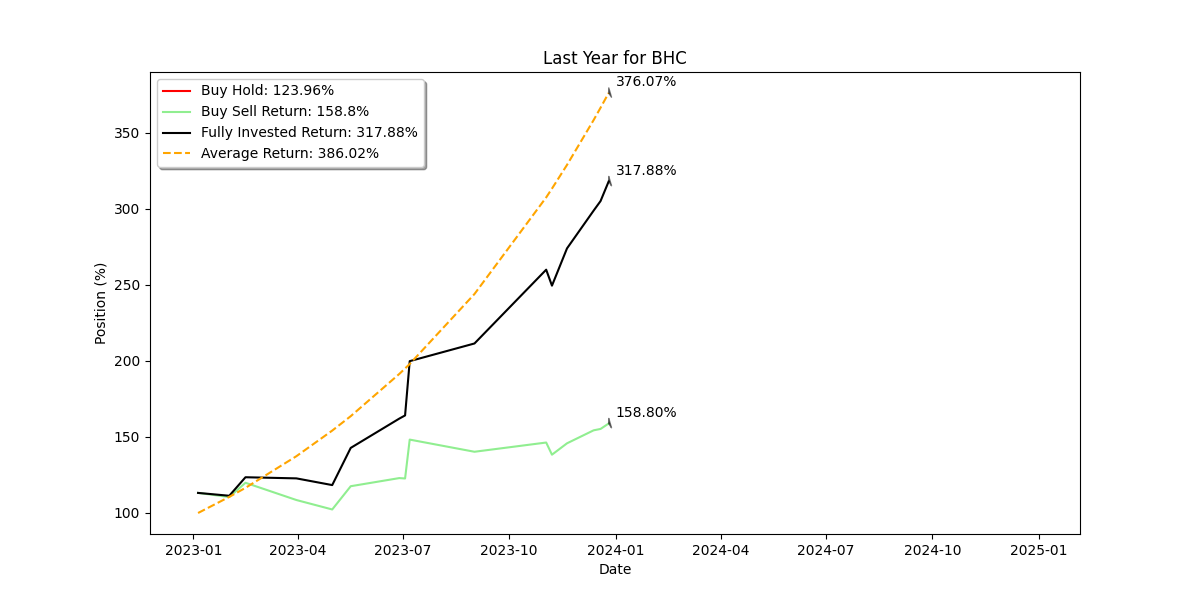 Last Year for BHC
Buy Hold: 123.96%
Buy Sell Return: 158.8%
Fully Invested Return: 317.88%
Average Return: 386.02%
376.07%
317.88%
158.80%
350
300
250
200
150
100
Position (%)
2023-01 2023-04 2023-07 2023-10 2024-01 2024-04 2024-07 2024-10 2025-01
Date